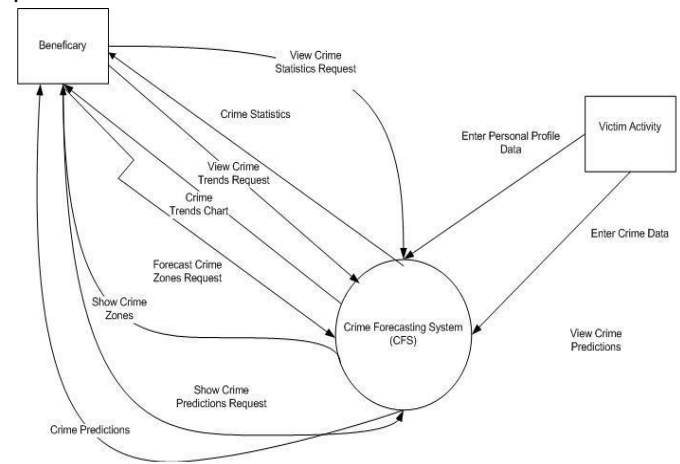 Beneficary
View Crime
Statistics Request
Victim Activity
Crime Statistics
Enter Personal Profile
Data
View Crime
Trends Request
Crime
Trends Chart
Enter Crime Data
Forecast Crime
Zones Request
Show Crime
Zones
Crime Forecasting System
(CFS)
View Crime
Predictions
Show Crime
Predictions Request
Crime Predictions